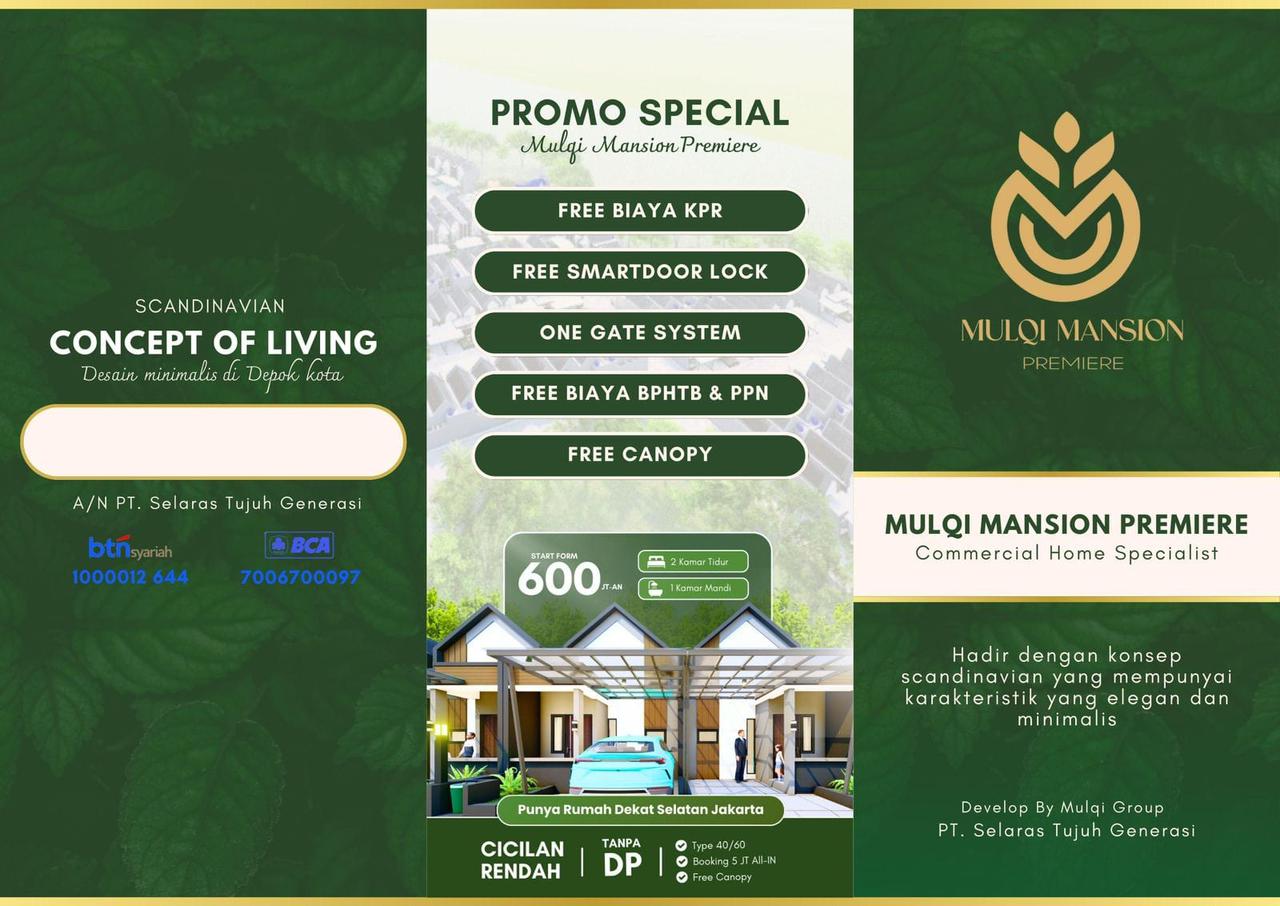 SCANDINAVIAN
CONCEPT OF LIVING
Desain minimalis di Depok kota
A/N PT. Selaras Tujuh Generasi
btn syariah
1000012 644
BCA
7006700097
PROMO SPECIAL
Mulqi Mansion Premiere
FREE BIAYA KPR
FREE SMARTDOOR LOCK
ONE GATE SYSTEM
FREE BIAYA BPHTB & PPN
FREE CANOPY
START FORM
600 JT-AN
2 Kamar Tidur
1 Kamar Mandi
Punya Rumah Dekat Selatan Jakarta
CICILAN
RENDAH
TANPA
DP
Type 40/60
Booking 5 JT All-IN
Free Canopy
MULQI MANSION
PREMIERE
MULQI MANSION PREMIERE
Commercial Home Specialist
Hadir dengan konsep
scandinavian yang mempunyai
karakteristik yang elegan dan
minimalis
Develop By Mulqi Group
PT. Selaras Tujuh Generasi